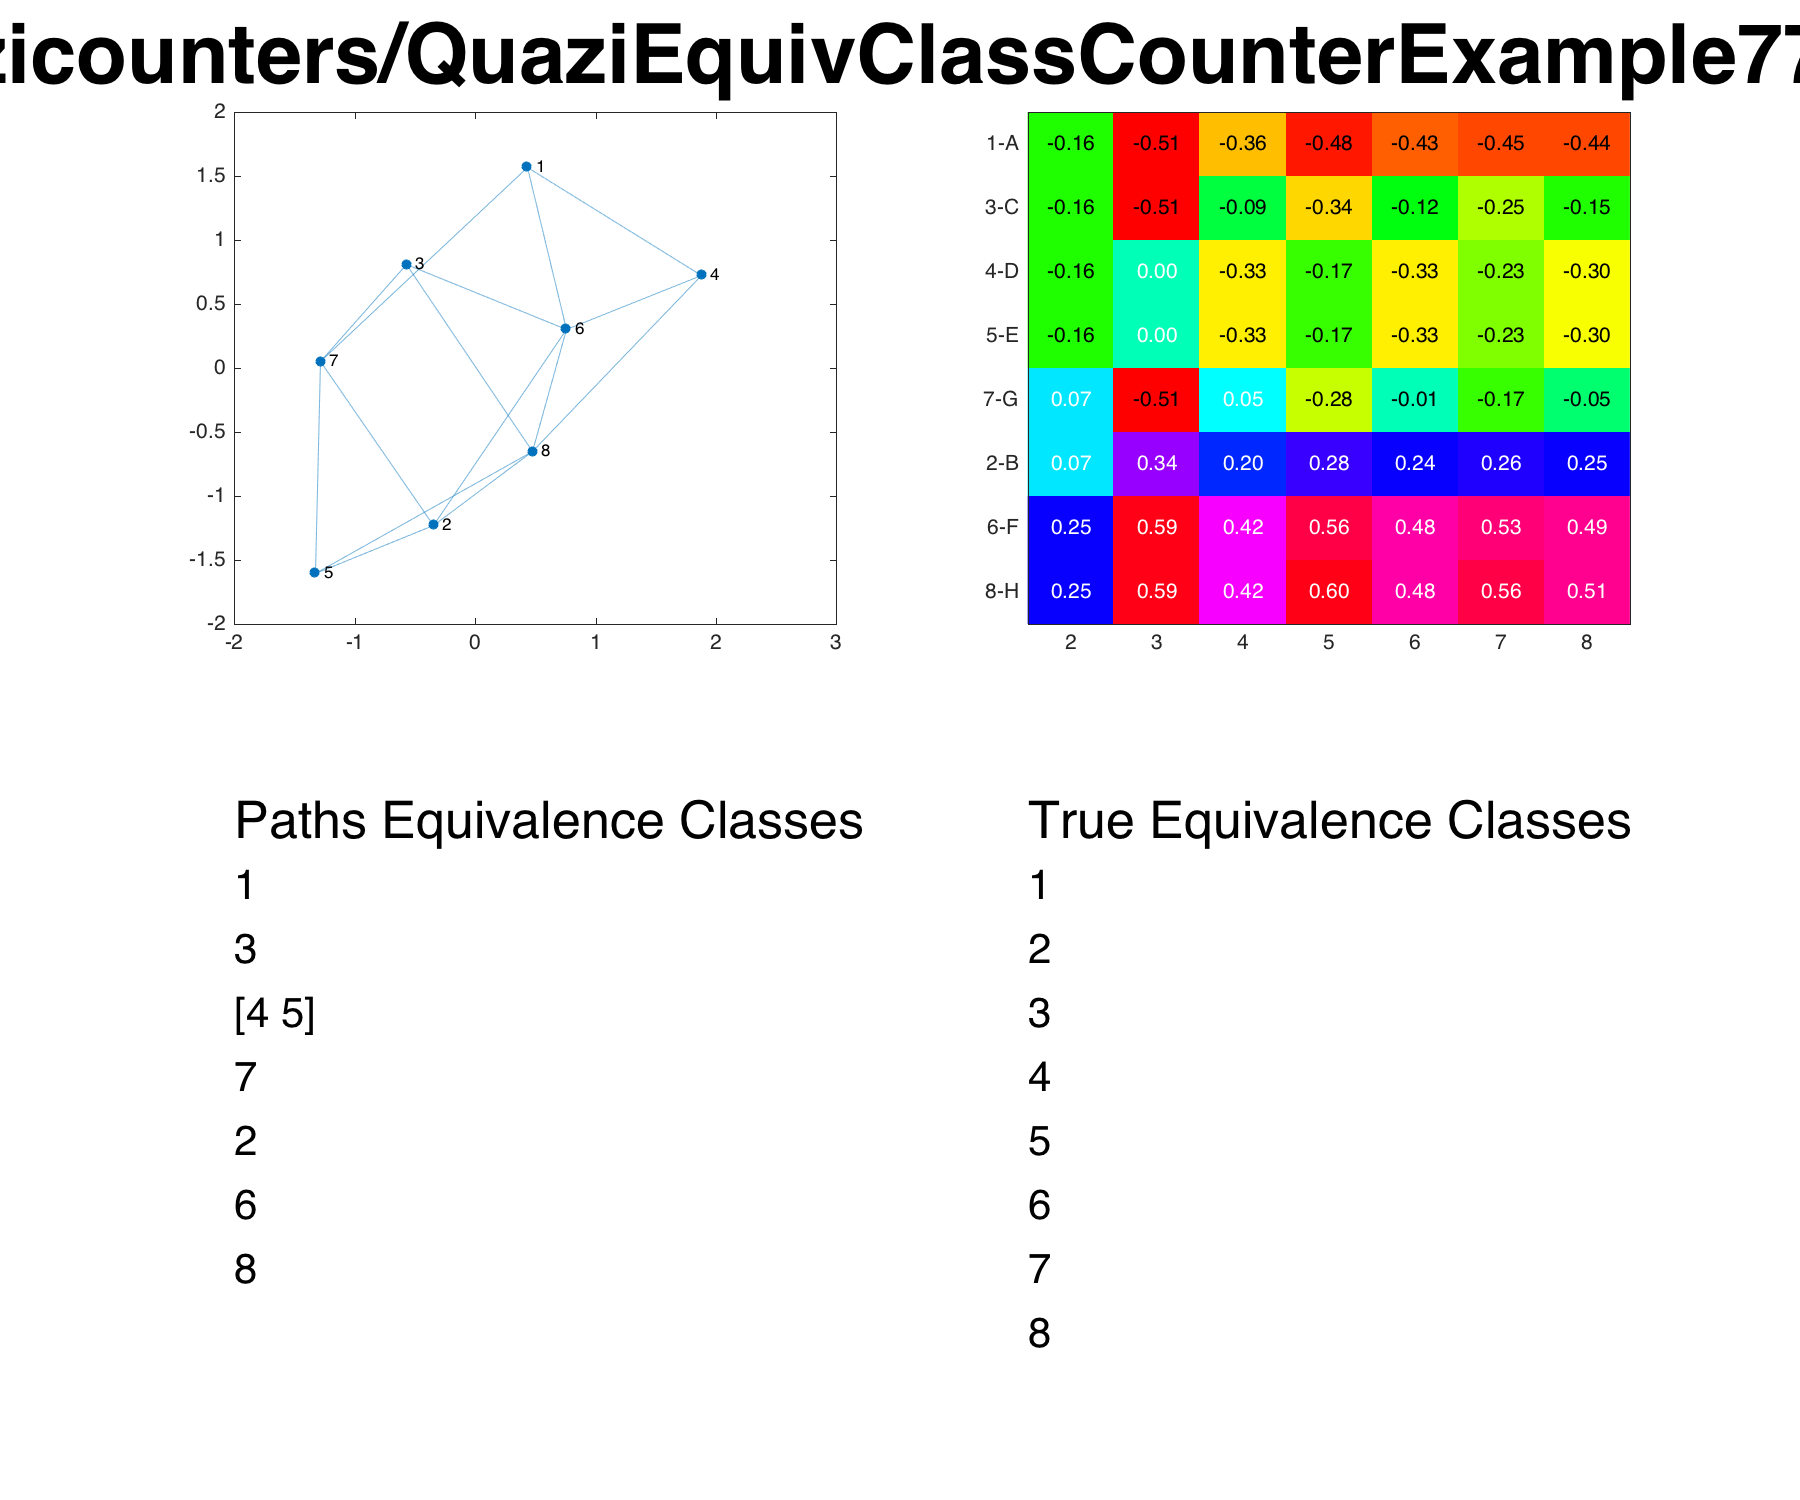 zicounters/QuaziEquivClassCounterExample77
2
1.5
1
0.5
0
-0.5
-1
-1.5
-2
-2 -1 0 1 2 3
1
3
4
6
7
8
2
5
1-A -0.16 -0.51 -0.36 -0.48 -0.43 -0.45 -0.44
3-C -0.16 -0.51 -0.09 -0.34 -0.12 -0.25 -0.15
4-D -0.16 0.00 -0.33 -0.17 -0.33 -0.23 -0.30
5-E -0.16 0.00 -0.33 -0.17 -0.33 -0.23 -0.30
7-G 0.07 -0.51 0.05 -0.28 -0.01 -0.17 -0.05
2-B 0.07 0.34 0.20 0.28 0.24 0.26 0.25
6-F 0.25 0.59 0.42 0.56 0.48 0.53 0.49
8-H 0.25 0.59 0.42 0.60 0.48 0.56 0.51
2 3 4 5 6 7 8
Paths Equivalence Classes
1
3
[4 5]
7
2
6
8
True Equivalence Classes
1
2
3
4
5
6
7
8